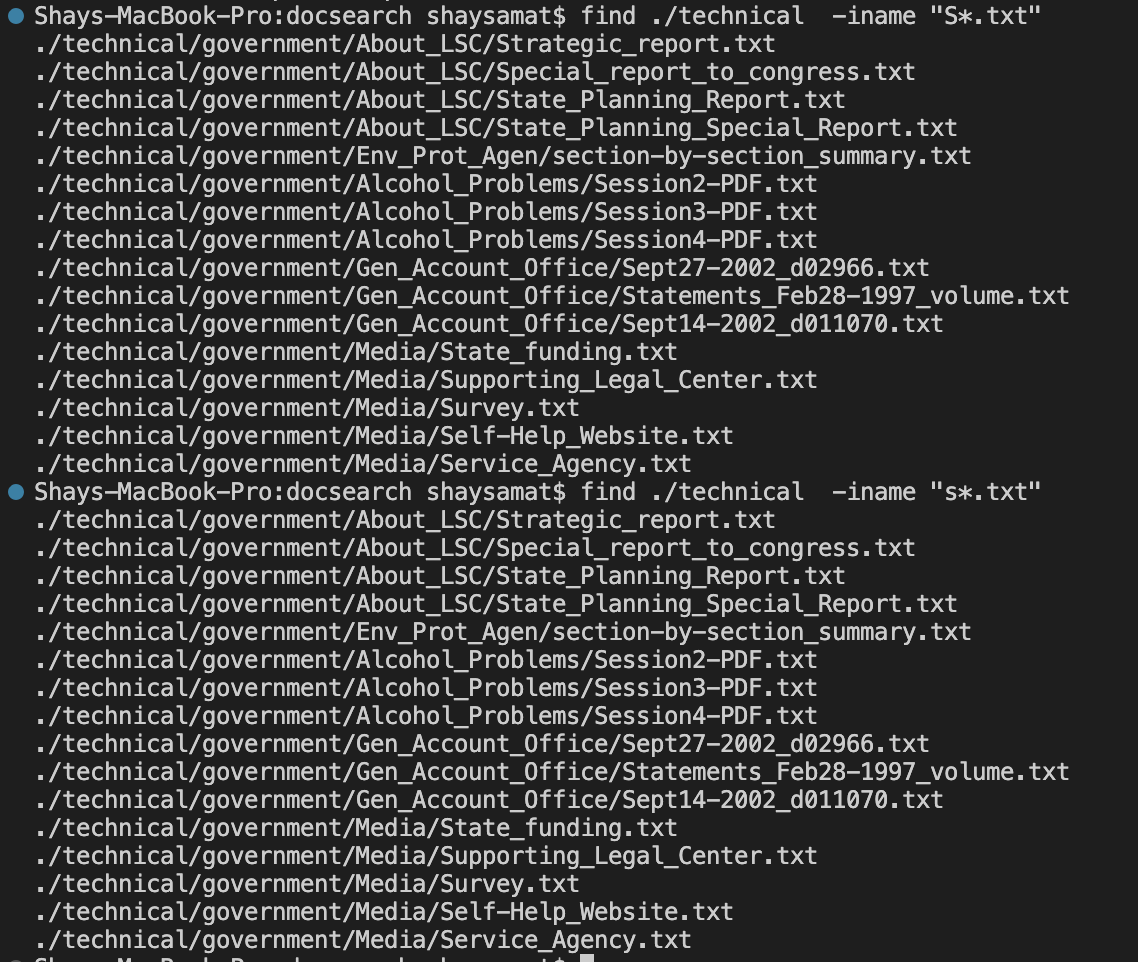 Shays-MacBook-Pro:docsearch shaysamat$ find ./technical  -iname "S*.txt"
./technical/government/About_LSC/Strategic_report.txt
./technical/government/About_LSC/Special_report_to_congress.txt
./technical/government/About_LSC/State_Planning_Report.txt
./technical/government/About_LSC/State_Planning_Special_Report.txt
./technical/government/Env_Prot_Agen/section-by-section_summary.txt
./technical/government/Alcohol_Problems/Session2-PDF.txt
./technical/government/Alcohol_Problems/Session3-PDF.txt
./technical/government/Alcohol_Problems/Session4-PDF.txt
./technical/government/Gen_Account_Office/Sept27-2002_d02966.txt
./technical/government/Gen_Account_Office/Statements_Feb28-1997_volume.txt
./technical/government/Gen_Account_Office/Sept14-2002_d011070.txt
./technical/government/Media/State_funding.txt
./technical/government/Media/Supporting_Legal_Center.txt
./technical/government/Media/Survey.txt
./technical/government/Media/Self-Help_Website.txt
./technical/government/Media/Service_Agency.txt
Shays-MacBook-Pro:docsearch shaysamat$ find ./technical  -iname "s*.txt"
./technical/government/About_LSC/Strategic_report.txt
./technical/government/About_LSC/Special_report_to_congress.txt
./technical/government/About_LSC/State_Planning_Report.txt
./technical/government/About_LSC/State_Planning_Special_Report.txt
./technical/government/Env_Prot_Agen/section-by-section_summary.txt
./technical/government/Alcohol_Problems/Session2-PDF.txt
./technical/government/Alcohol_Problems/Session3-PDF.txt
./technical/government/Alcohol_Problems/Session4-PDF.txt
./technical/government/Gen_Account_Office/Sept27-2002_d02966.txt
./technical/government/Gen_Account_Office/Statements_Feb28-1997_volume.txt
./technical/government/Gen_Account_Office/Sept14-2002_d011070.txt
./technical/government/Media/State_funding.txt
./technical/government/Media/Supporting_Legal_Center.txt
./technical/government/Media/Survey.txt
./technical/government/Media/Self-Help_Website.txt
./technical/government/Media/Service_Agency.txt